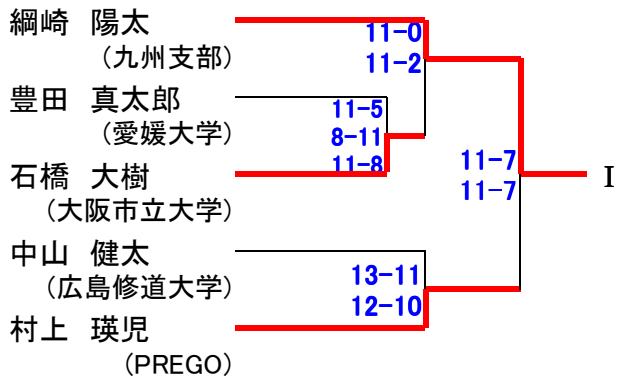 綱崎　陽太
（九州支部）
11-0
11-2
豊田　真太郎
（愛媛大学）
11-5
8-11
11-8
石橋　大樹
（大阪市立大学）
11-7
11-7
I
中山　健太
（広島修道大学）
13-11
12-10
村上　瑛児
（PREGO）